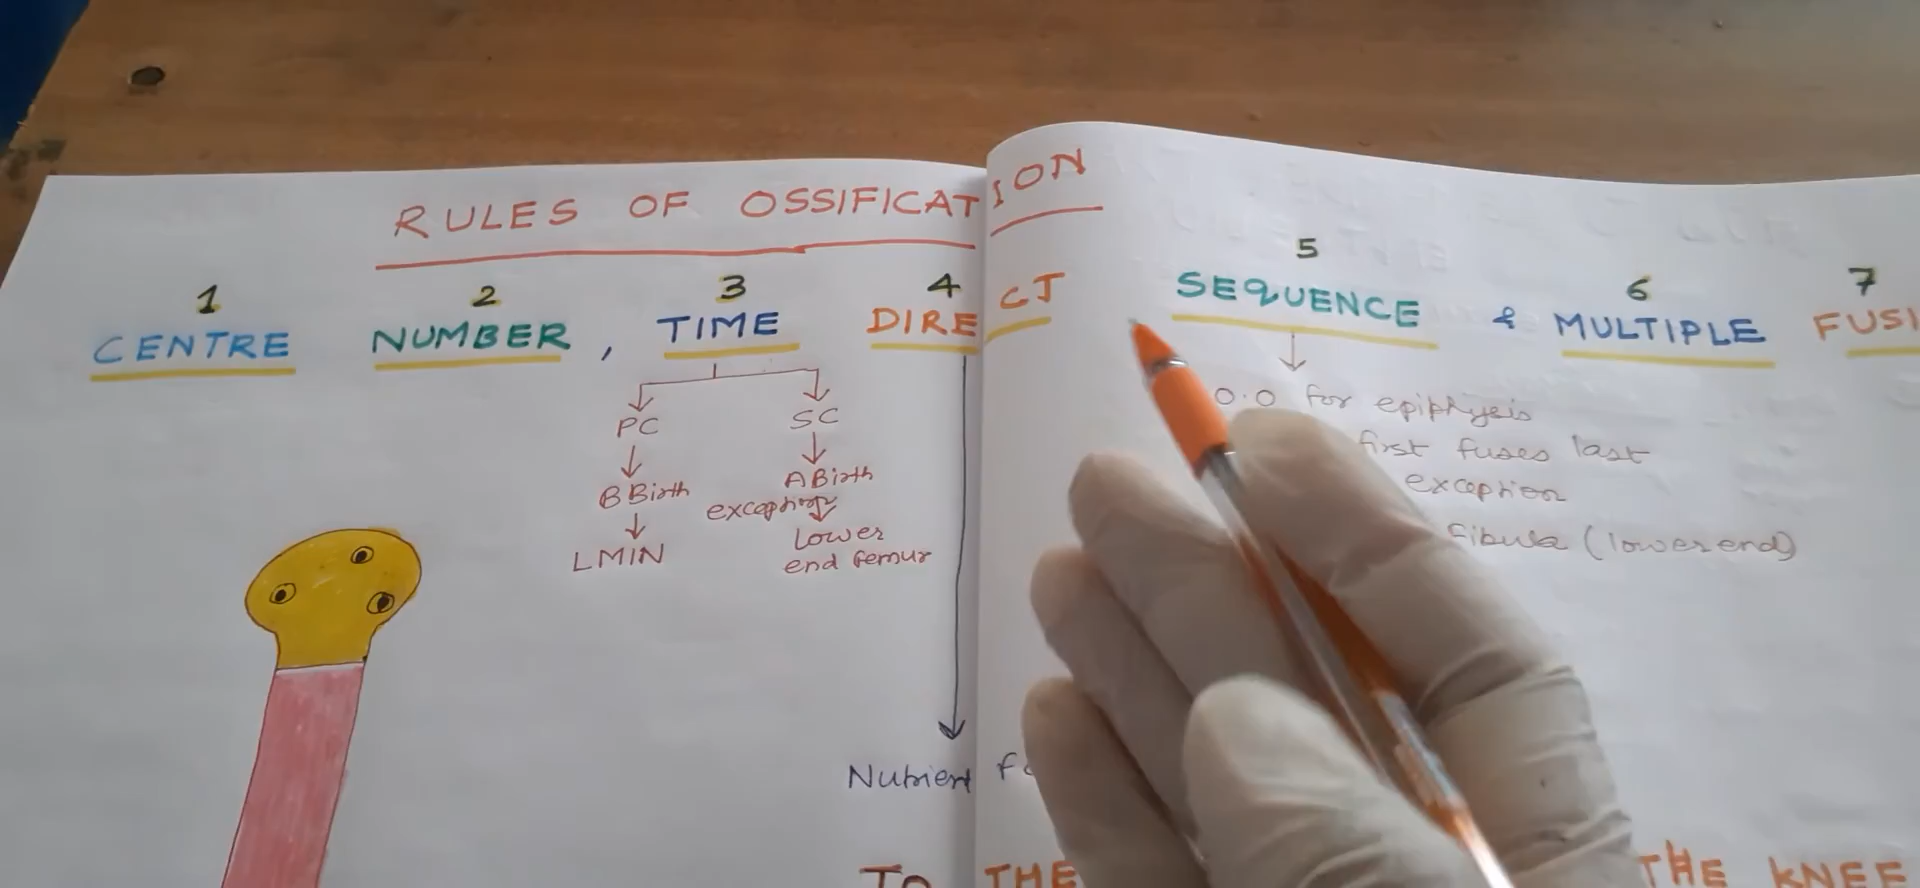 RULES OF OSSIFICATION
1 2 3 4 5 6 7
CENTRE NUMBER, TIME DIRECT SEQUENCE & MULTIPLE FUSI
PC SC
B Birth A Birth
LMIN exception
Lower
end femur
O.O for epiphysis
first fuses last
exception
fibula (lower end)
Nutrient
TO THE THE KNEE